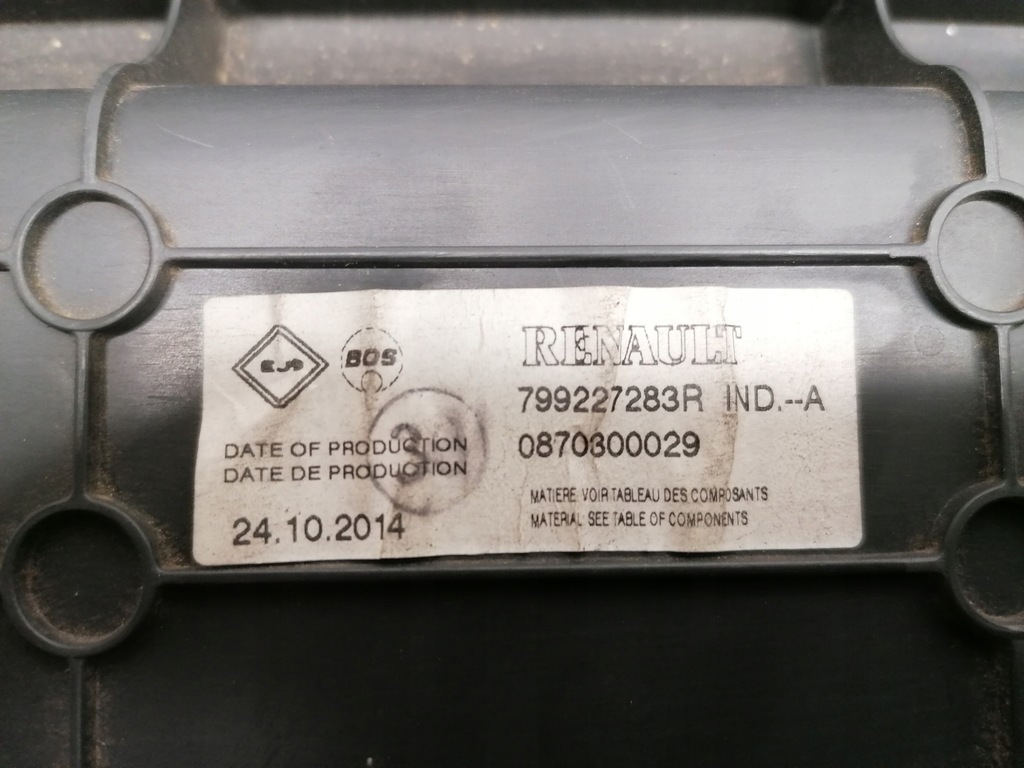 BOS
RENAULT
799227283R IND.--A
0870300029
DATE OF PRODUCTION
DATE DE PRODUCTION
24.10.2014
MATIERE VOIR TABLEAU DES COMPOSANTS
MATERIAL SEE TABLE OF COMPONENTS